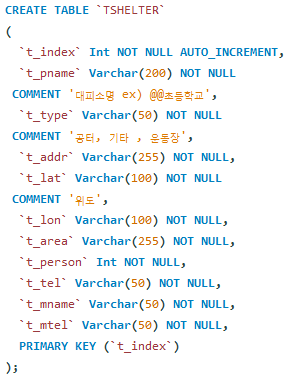 CREATE TABLE `TSHELTER`
(
`t_index` Int NOT NULL AUTO_INCREMENT,
`t_pname` Varchar(200) NOT NULL
COMMENT '대피소명 ex) @@초등학교',
`t_type` Varchar(50) NOT NULL
COMMENT '공터, 기타 , 운동장',
`t_addr` Varchar(255) NOT NULL,
`t_lat` Varchar(100) NOT NULL
COMMENT '위도',
`t_lon` Varchar(100) NOT NULL,
`t_area` Varchar(255) NOT NULL,
`t_person` Int NOT NULL,
`t_tel` Varchar(50) NOT NULL,
`t_mname` Varchar(50) NOT NULL,
`t_mtel` Varchar(50) NOT NULL,
PRIMARY KEY (`t_index`)
);